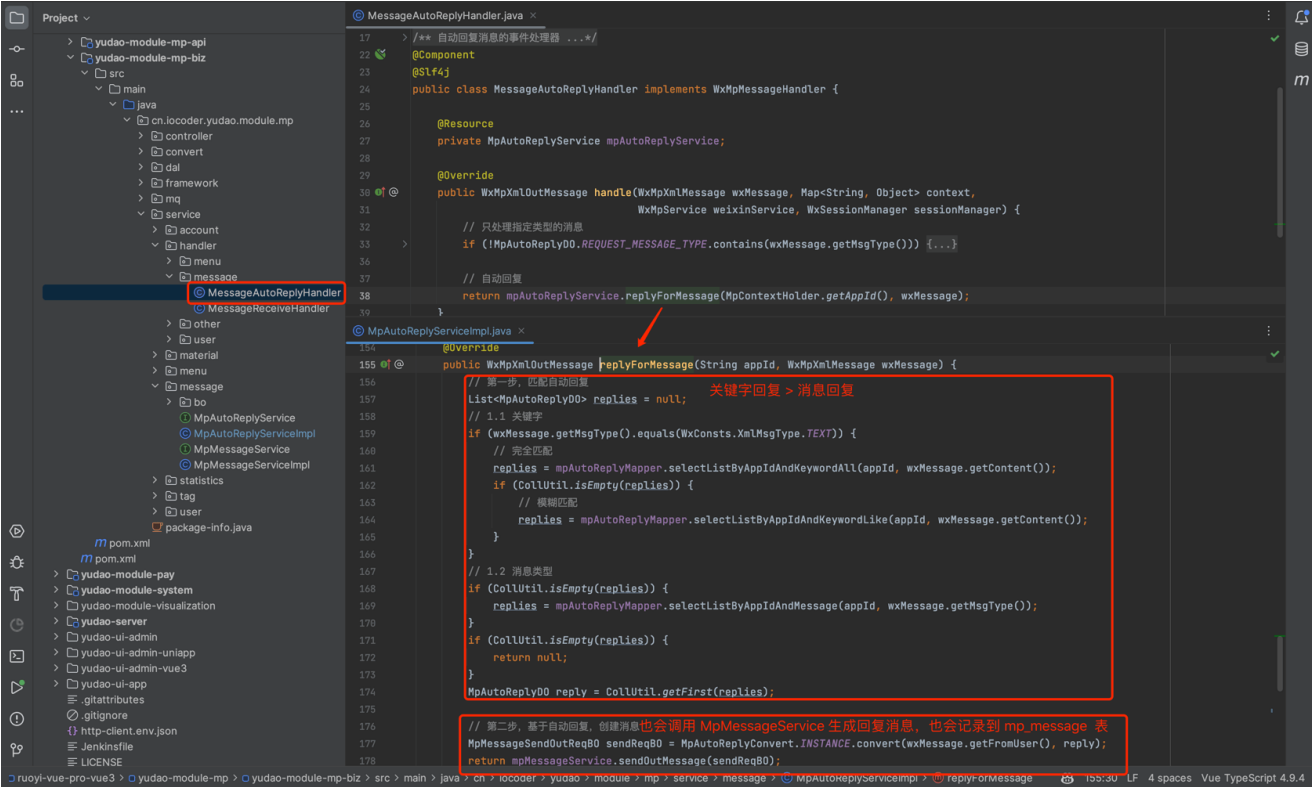 Project
yudao-module-mp-api
yudao-module-mp-biz
src
main
java
cn.iocoder.yudao.module.mp
controller
convert
dal
framework
mq
service
account
handler
menu
message
MessageAutoReplyHandler
MessageReceiveHandler
other
user
material
menu
message
bo
MpAutoReplyService
MpAutoReplyServiceImpl
MpMessageService
MpMessageServiceImpl
statistics
tag
user
package-info.java
pom.xml
pom.xml
yudao-module-pay
yudao-module-system
yudao-module-visualization
yudao-server
yudao-ui-admin
yudao-ui-admin-uniapp
yudao-ui-admin-vue3
yudao-ui-app
.gitattributes
.gitignore
http-client.env.json
Jenkinsfile
LICENSE
MessageAutoReplyHandler.java
17 /** 自动回复消息的事件处理器 ...*/
22 @Component
23 @Slf4j
24 public class MessageAutoReplyHandler implements WxMpMessageHandler {
25
26 @Resource
27 private MpAutoReplyService mpAutoReplyService;
28
29 @Override
30 public WxMpXmlOutMessage handle(WxMpXmlMessage wxMessage, Map<String, Object> context,
31 WxMpService weixinService, WxSessionManager sessionManager) {
32 // 只处理指定类型的消息
33 if (!MpAutoReplyDO.REQUEST_MESSAGE_TYPE.contains(wxMessage.getMsgType())) {...}
36
37 // 自动回复
38 return mpAutoReplyService.replyForMessage(MpContextHolder.getAppId(), wxMessage);
39 }
MpAutoReplyServiceImpl.java
154 @Override
155 public WxMpXmlOutMessage replyForMessage(String appId, WxMpXmlMessage wxMessage) {
156 // 第一步，匹配自动回复
关键字回复 > 消息回复
157 List<MpAutoReplyDO> replies = null;
158 // 1.1 关键字
159 if (wxMessage.getMsgType().equals(WxConsts.XmlMsgType.TEXT)) {
160 // 完全匹配
161 replies = mpAutoReplyMapper.selectListByAppIdAndKeywordAll(appId, wxMessage.getContent());
162 if (CollUtil.isEmpty(replies)) {
163 // 模糊匹配
164 replies = mpAutoReplyMapper.selectListByAppIdAndKeywordLike(appId, wxMessage.getContent());
165 }
166 }
167 // 1.2 消息类型
168 if (CollUtil.isEmpty(replies)) {
169 replies = mpAutoReplyMapper.selectListByAppIdAndMessage(appId, wxMessage.getMsgType());
170 }
171 if (CollUtil.isEmpty(replies)) {
172 return null;
173 }
174 MpAutoReplyDO reply = CollUtil.getFirst(replies);
175
176 // 第二步，基于自动回复，创建消息也会调用 MpMessageService 生成回复消息，也会记录到 mp_message 表
177 MpMessageSendOutReqBO sendReqBO = MpAutoReplyConvert.INSTANCE.convert(wxMessage.getFromUser(), reply);
178 return mpMessageService.sendOutMessage(sendReqBO);
ruoyi-vue-pro-vue3 > yudao-module-mp > yudao-module-mp-biz > src > main > java > cn > iocoder > yudao > module > mp > service > message > MpAutoReplyServiceImpl > replyForMessage 155:30 LF 4 spaces Vue TypeScript 4.9.4